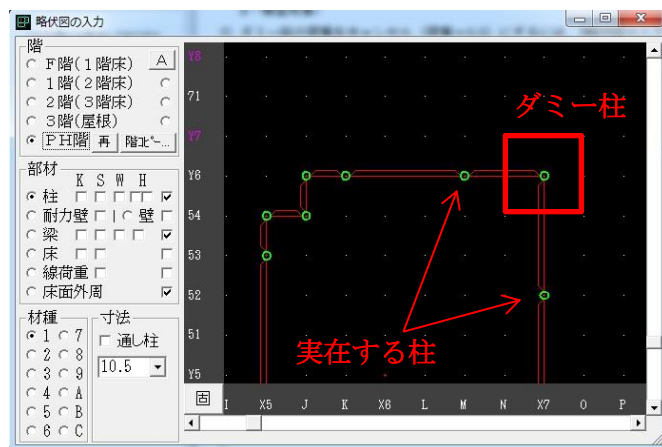 略伏図の入力
階
F階(1階床) A
1階(2階床)
2階(3階床)
3階(屋根)
PH階 再 階ｺﾋﾟｰ...
部材
K S W H
柱
耐力壁 | 壁
梁
床
線荷重
床面外周
材種
1 7
2 8
3 9
4 A
5 B
6 C
寸法
通し柱
10.5
Y8
71
Y7
Y6
54
53
52
51
Y5
ダミー柱
実在する柱
I X5 J K X6 L M N X7 O P